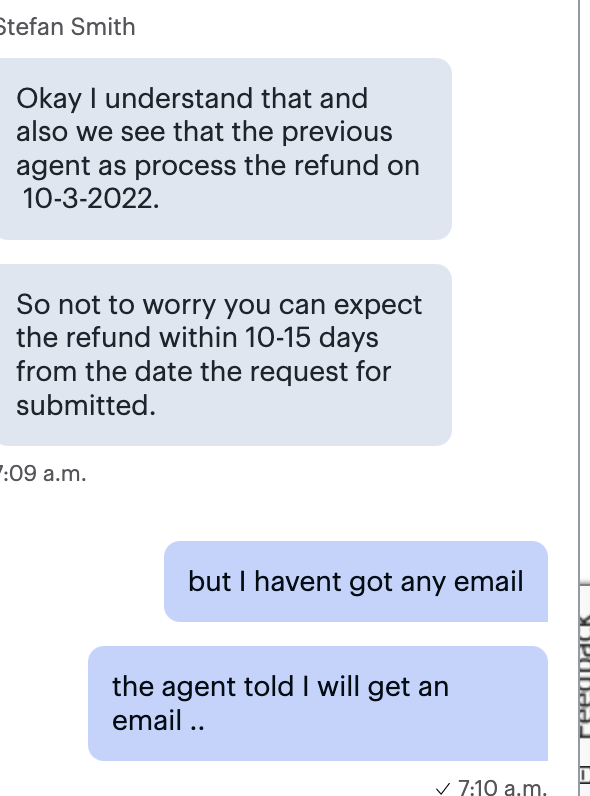 Stefan Smith
Okay I understand that and
also we see that the previous
agent as process the refund on
10-3-2022.
So not to worry you can expect
the refund within 10-15 days
from the date the request for
submitted.
7:09 a.m.
but I havent got any email
the agent told I will get an
email ..
✓ 7:10 a.m.
Feedback